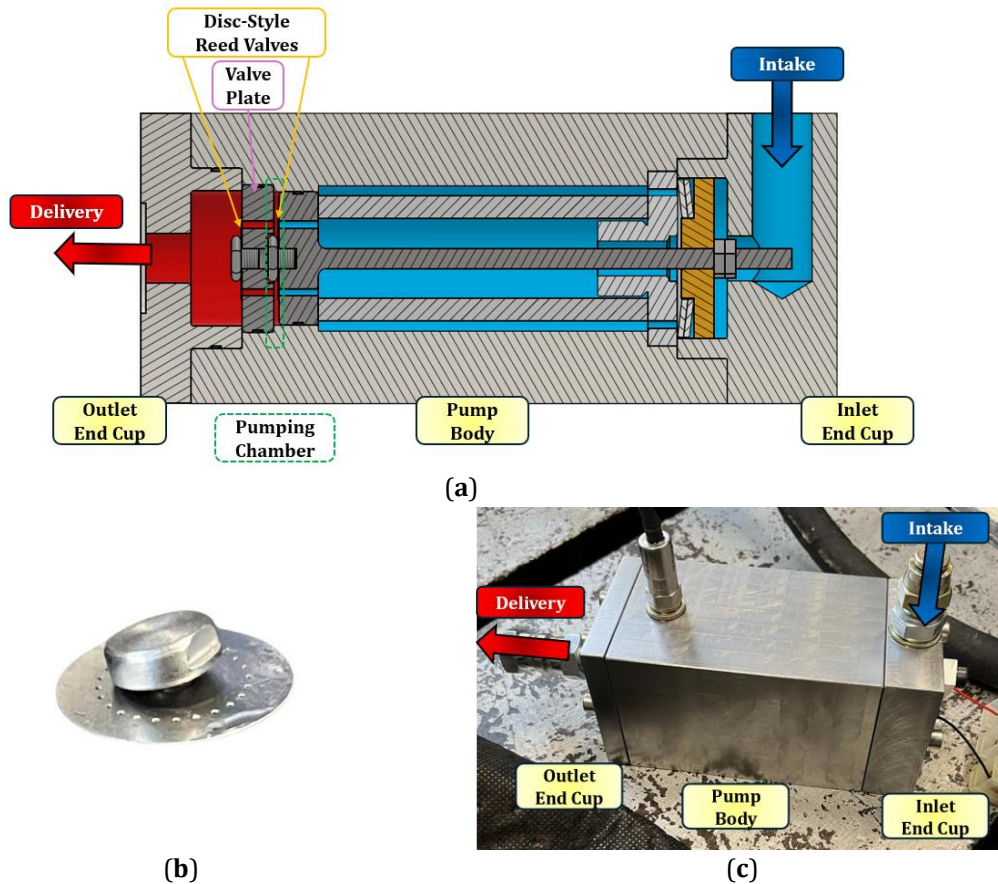 Disc-Style
Reed Valves
Valve
Plate
Intake
Delivery
Outlet
End Cup
Pumping
Chamber
Pump
Body
Inlet
End Cup
(a)
Intake
Delivery
Outlet
End Cup
Pump
Body
Inlet
End Cup
(b)
(c)